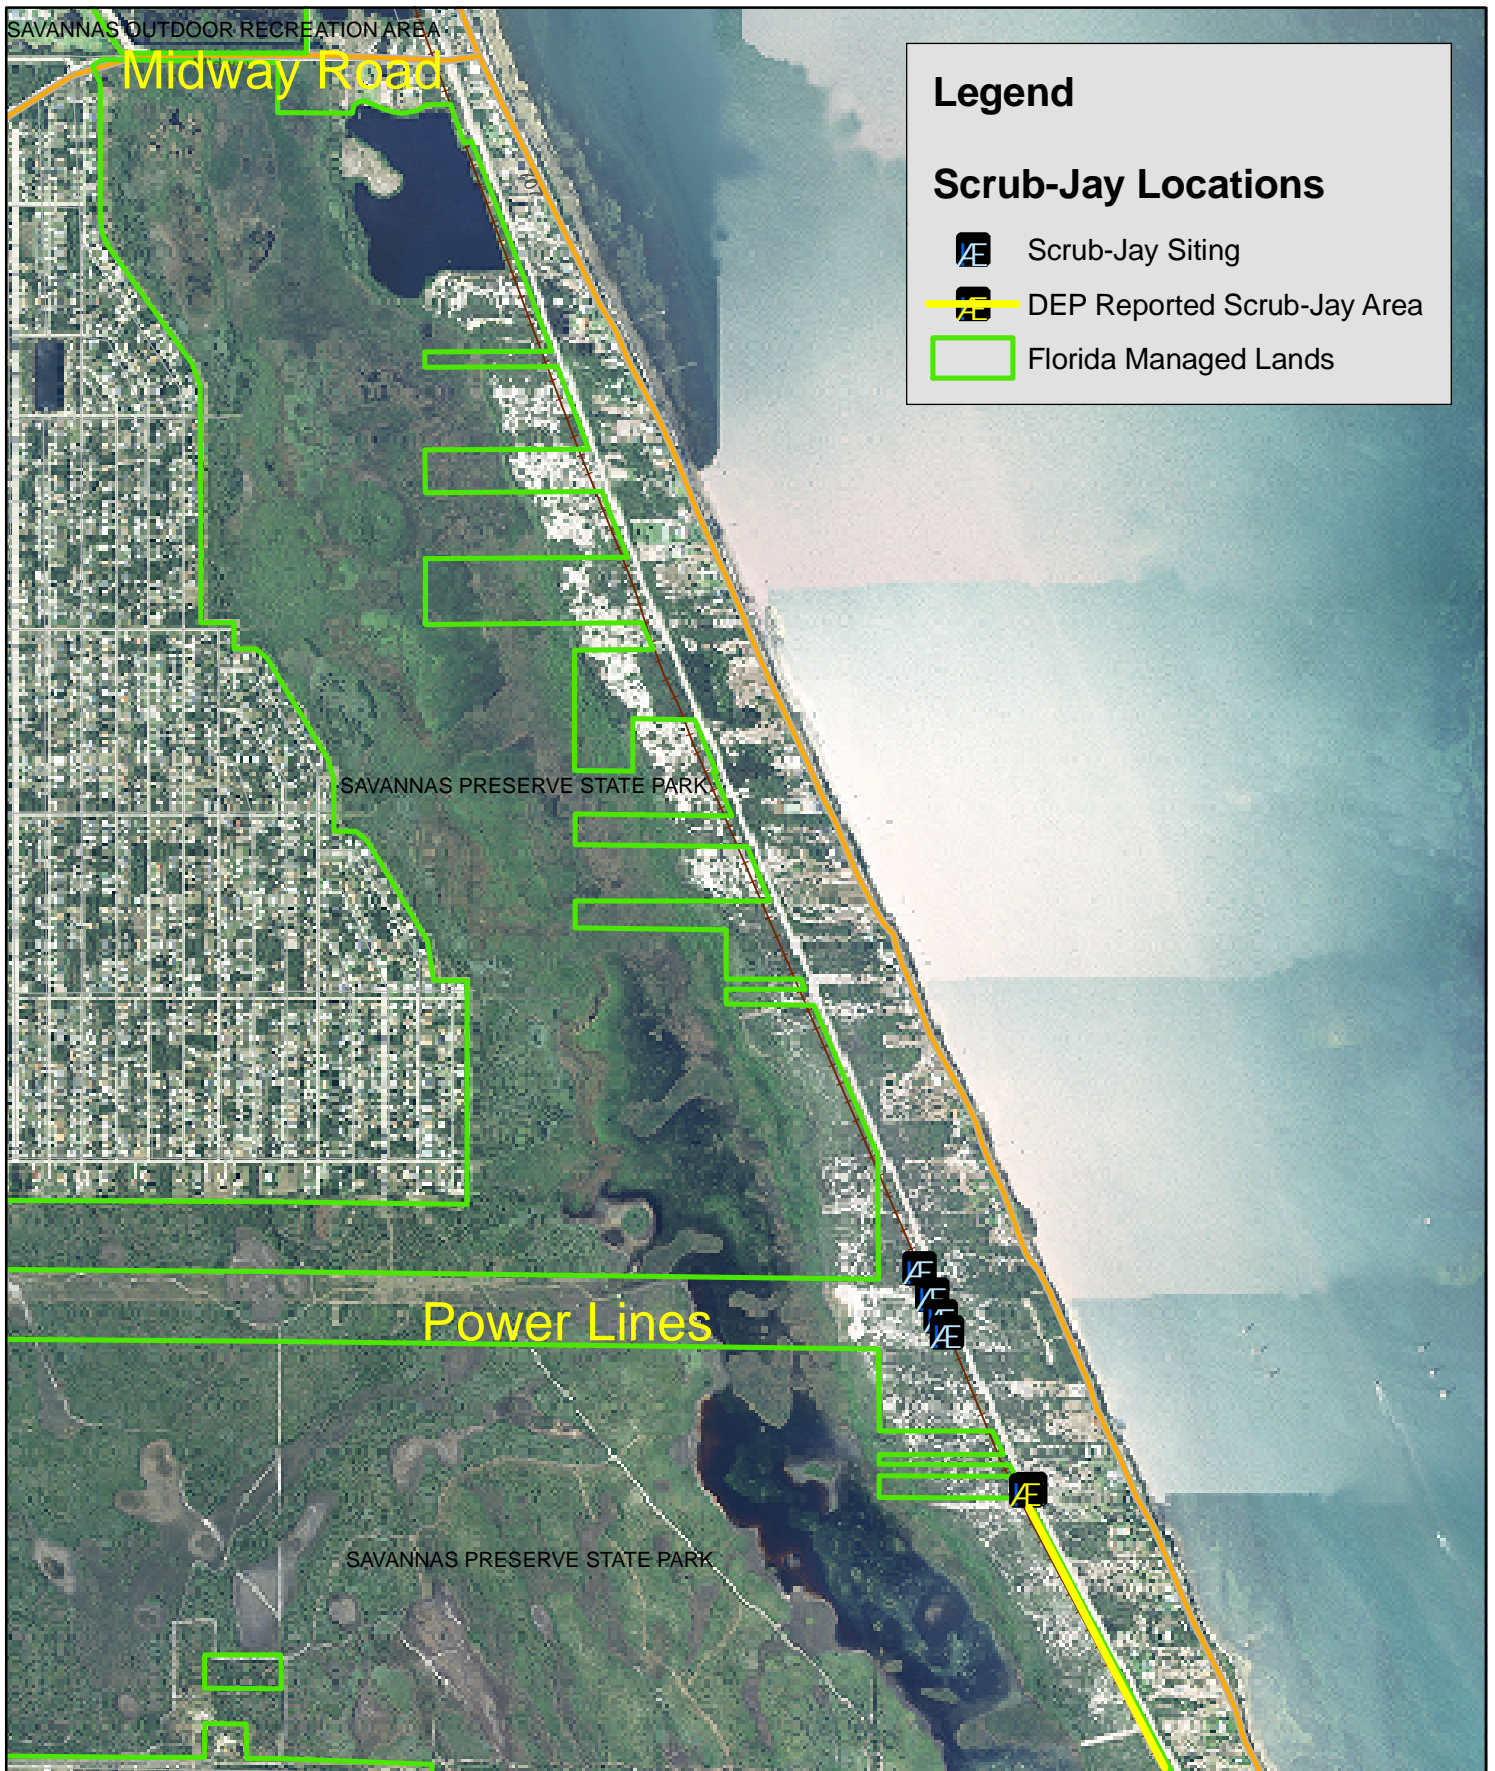 SAVANNAS OUTDOOR RECREATION AREA
Midway Road
Legend
Scrub-Jay Locations
Æ Scrub-Jay Siting
Æ DEP Reported Scrub-Jay Area
Florida Managed Lands
SAVANNAS PRESERVE STATE PARK
Æ
Æ
Æ
Æ
Power Lines
Æ
SAVANNAS PRESERVE STATE PARK